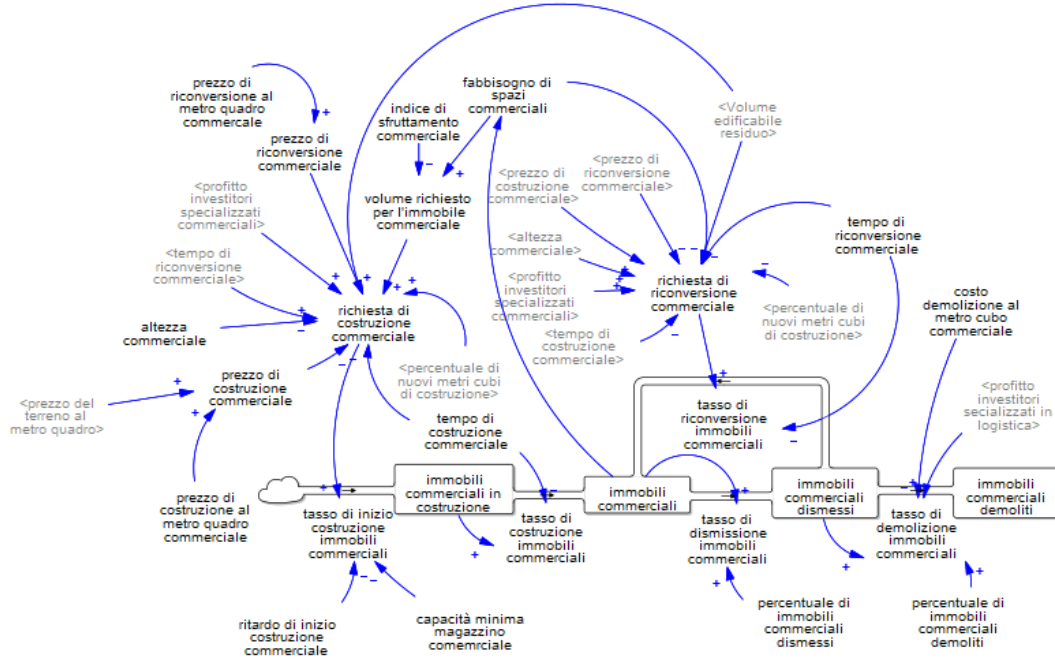 prezzo di
riconversione al
metro quadro
commercale
prezzo di
riconversione
commerciale
indice di
sfruttamento
commerciale
fabbisogno di
spazi
commerciali
<Volume
edificabile
residuo>
volume richiesto
per l'immobile
commerciale
<profitto
investitori
specializzati
commerciali>
<tempo di
riconversione
commerciale>
<prezzo di
costruzione
commerciale>
<prezzo di
riconversione
commerciale>
<altezza
commerciale>
<profitto
investitori
specializzati
commerciali>
<tempo di
costruzione
commerciale>
richiesta di
riconversione
commerciale
tempo di
riconversione
commerciale
<percentuale di
nuovi metri cubi
di costruzione>
costo
demolizione al
metro cubo
commerciale
altezza
commerciale
richiesta di
costruzione
commerciale
prezzo di
costruzione
commerciale
<prezzo del
terreno al
metro quadro>
<percentuale di
nuovi metri cubi
di costruzione>
tempo di
costruzione
commerciale
tasso di
riconversione
immobili
commerciali
<profitto
investitori
secializzati in
logistica>
prezzo di
costruzione al
metro quadro
commerciale
immobili
commerciali in
costruzione
immobili
commerciali
immobili
commerciali
dismessi
immobili
commerciali
demoliti
tasso di inizio
costruzione
immobili
commerciali
tasso di
costruzione
immobili
commerciali
tasso di
dismissione
immobili
commerciali
tasso di
demolizione
immobili
commerciali
ritardo di inizio
costruzione
commerciale
capacità minima
magazzino
comemrciale
percentuale di
immobili
commerciali
dismessi
percentuale di
immobili
commerciali
demoliti